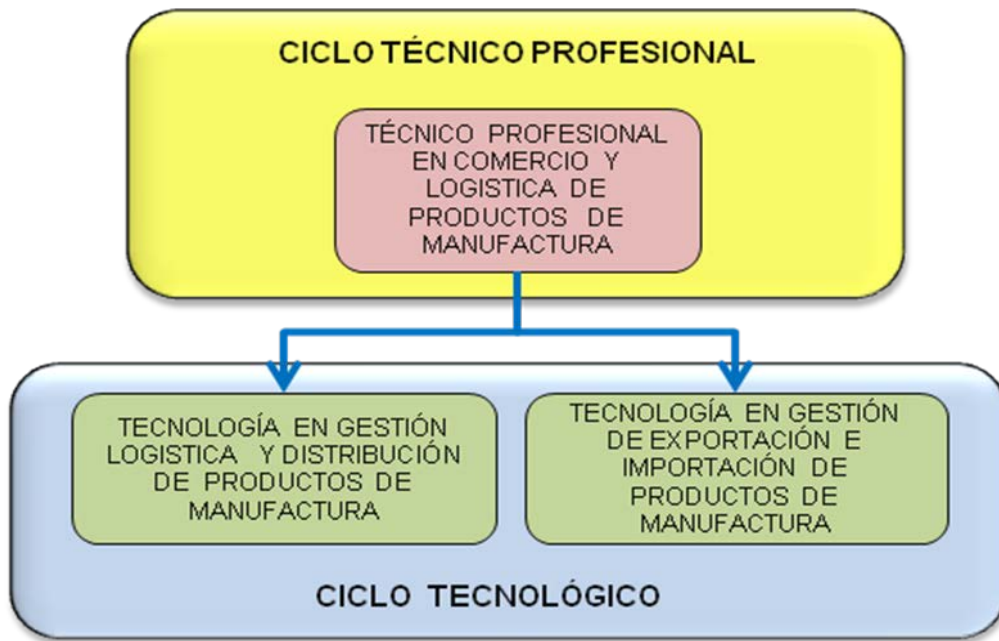 CICLO TÉCNICO PROFESIONAL
TÉCNICO PROFESIONAL
EN COMERCIO Y
LOGISTICA DE
PRODUCTOS DE
MANUFACTURA
TECNOLOGÍA EN GESTIÓN
LOGISTICA Y DISTRIBUCIÓN
DE PRODUCTOS DE
MANUFACTURA
TECNOLOGÍA EN GESTIÓN
DE EXPORTACIÓN E
IMPORTACIÓN DE
PRODUCTOS DE
MANUFACTURA
CICLO TECNOLÓGICO